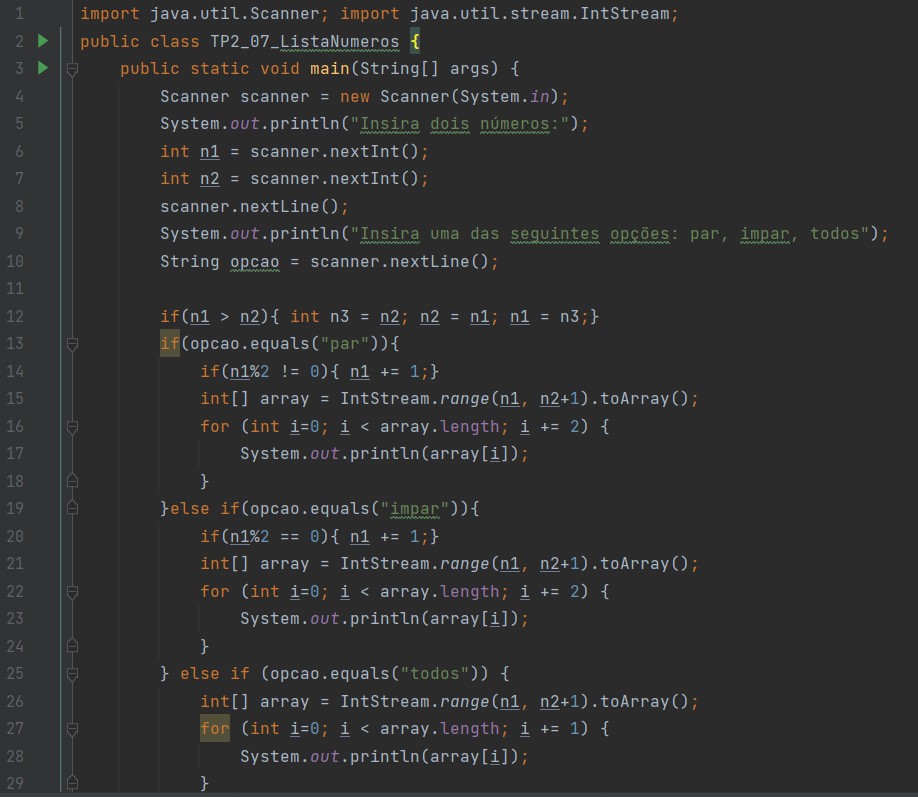 1 import java.util.Scanner; import java.util.stream.IntStream;
2 public class TP2_07_ListaNumeros {
3     public static void main(String[] args) {
4         Scanner scanner = new Scanner(System.in);
5         System.out.println("Insira dois números:");
6         int n1 = scanner.nextInt();
7         int n2 = scanner.nextInt();
8         scanner.nextLine();
9         System.out.println("Insira uma das seguintes opções: par, impar, todos");
10         String opcao = scanner.nextLine();
11
12         if(n1 > n2){ int n3 = n2; n2 = n1; n1 = n3;}
13         if(opcao.equals("par")){
14             if(n1%2 != 0){ n1 += 1;}
15             int[] array = IntStream.range(n1, n2+1).toArray();
16             for (int i=0; i < array.length; i += 2) {
17                 System.out.println(array[i]);
18             }
19         }else if(opcao.equals("impar")){
20             if(n1%2 == 0){ n1 += 1;}
21             int[] array = IntStream.range(n1, n2+1).toArray();
22             for (int i=0; i < array.length; i += 2) {
23                 System.out.println(array[i]);
24             }
25         } else if (opcao.equals("todos")) {
26             int[] array = IntStream.range(n1, n2+1).toArray();
27             for (int i=0; i < array.length; i += 1) {
28                 System.out.println(array[i]);
29             }